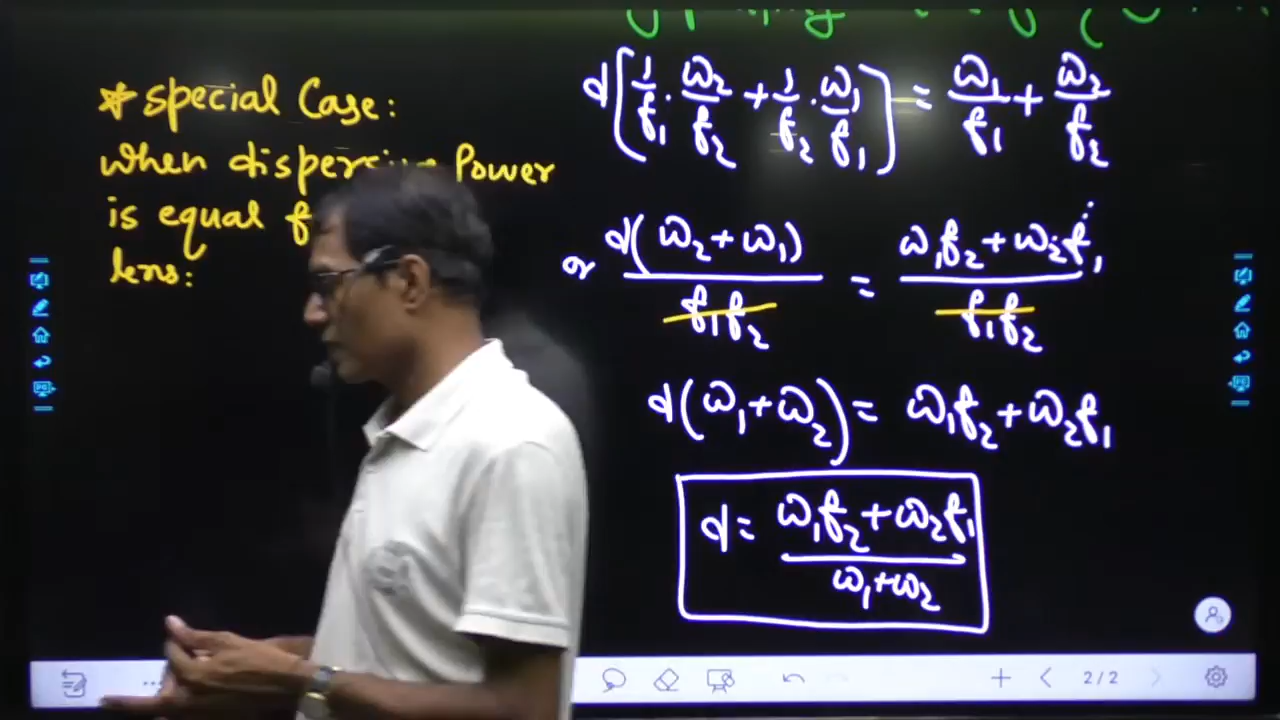 * special Case:
when dispersive Power
is equal f
lens:
d[1/f₁ · ω₂/f₂ + 1/f₂ · ω₁/f₁] = ω₁/f₁ + ω₂/f₂
or d(ω₂ + ω₁)/f₁f₂ = ω₁f₂ + ω₂f₁/f₁f₂
d(ω₁ + ω₂) = ω₁f₂ + ω₂f₁
d = ω₁f₂ + ω₂f₁/ω₁+ω₂
2/2